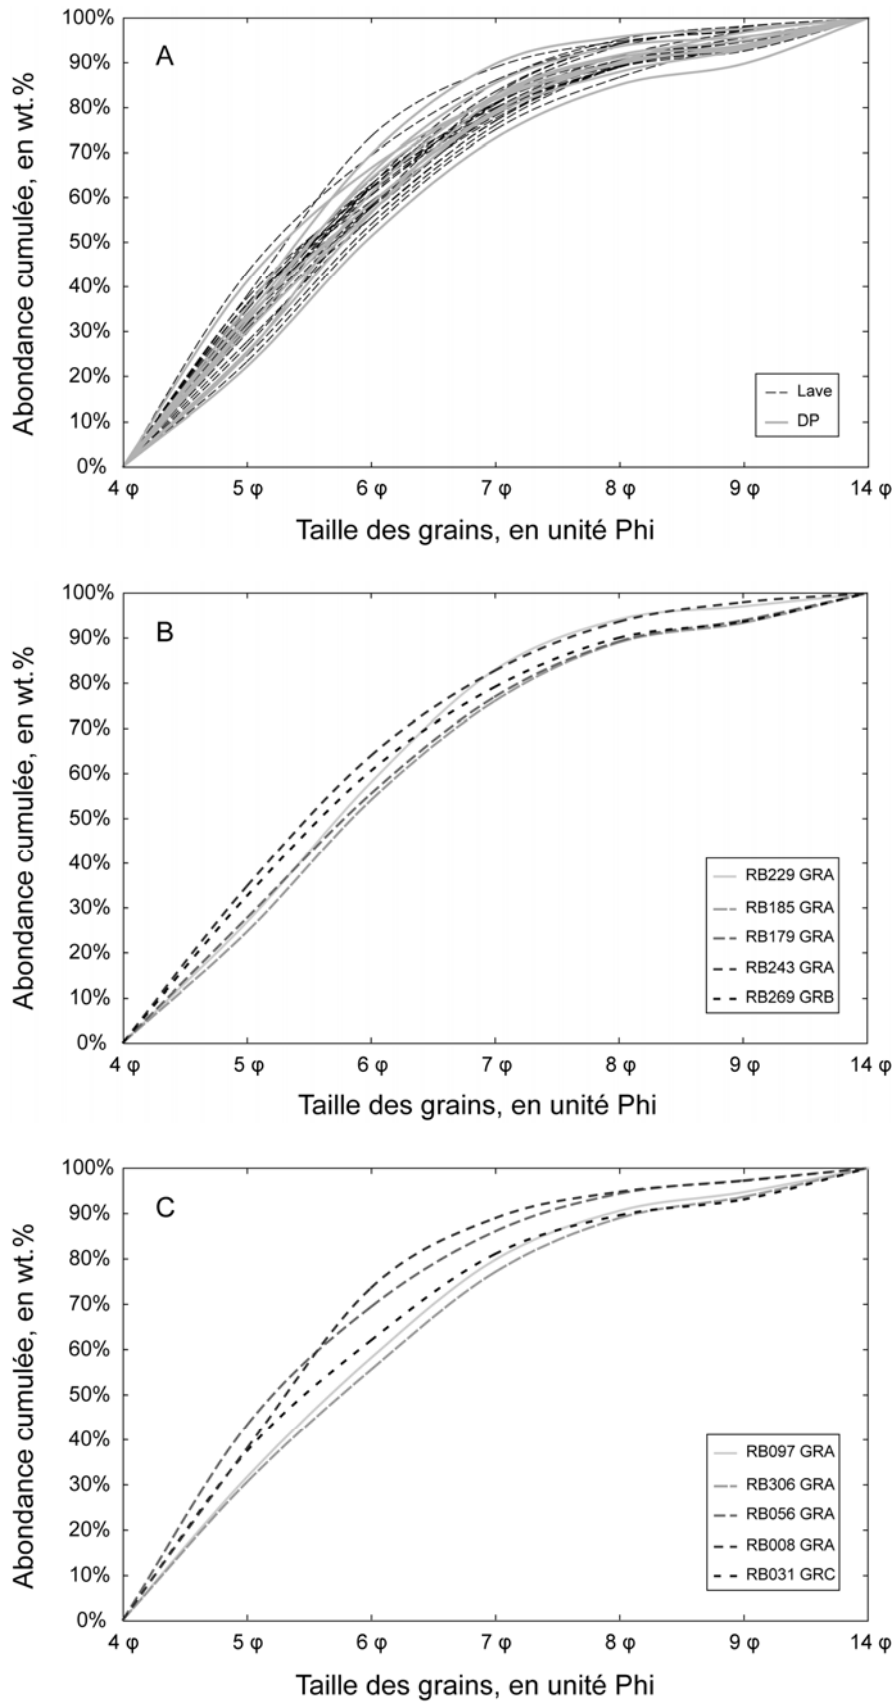 A
Abondance cumulée, en wt.%
100%
90%
80%
70%
60%
50%
40%
30%
20%
10%
0%
Lave
DP
4 φ 5 φ 6 φ 7 φ 8 φ 9 φ 14 φ
Taille des grains, en unité Phi
B
Abondance cumulée, en wt.%
100%
90%
80%
70%
60%
50%
40%
30%
20%
10%
0%
RB229 GRA
RB185 GRA
RB179 GRA
RB243 GRA
RB269 GRB
4 φ 5 φ 6 φ 7 φ 8 φ 9 φ 14 φ
Taille des grains, en unité Phi
C
Abondance cumulée, en wt.%
100%
90%
80%
70%
60%
50%
40%
30%
20%
10%
0%
RB097 GRA
RB306 GRA
RB056 GRA
RB008 GRA
RB031 GRC
4 φ 5 φ 6 φ 7 φ 8 φ 9 φ 14 φ
Taille des grains, en unité Phi